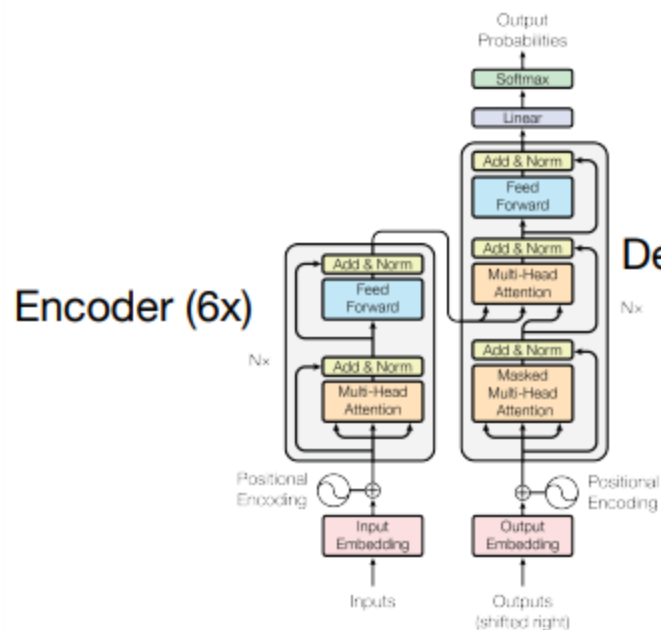 Output
Probabilities
Softmax
Linear
Add & Norm
Feed
Forward
Add & Norm
Multi-Head
Attention
Add & Norm
Masked
Multi-Head
Attention
Nx
De
Encoder (6x)
Nx
Add & Norm
Feed
Forward
Add & Norm
Multi-Head
Attention
Positional
Encoding
Positional
Encoding
Input
Embedding
Output
Embedding
Inputs
Outputs
(shifted right)